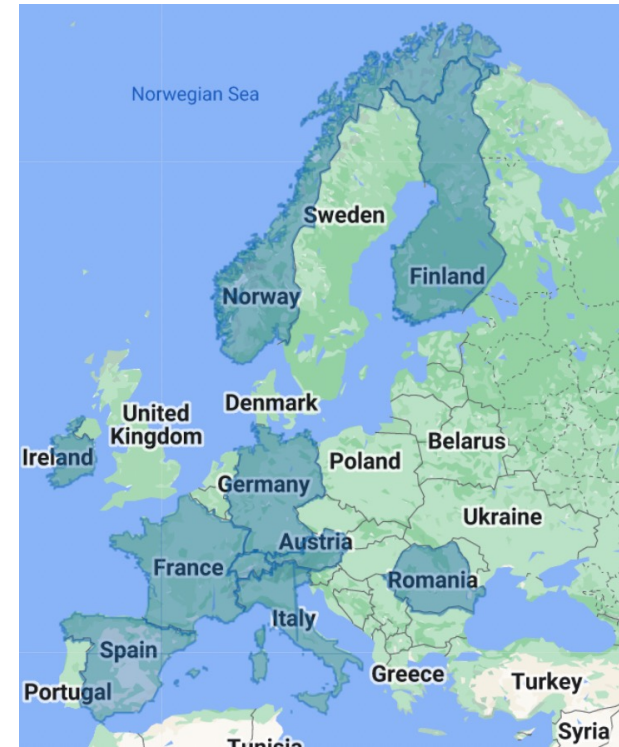 Norwegian Sea
Sweden
Finland
Norway
Denmark
United
Kingdom
Ireland
Belarus
Poland
Germany
Ukraine
Austria
France
Romania
Italy
Spain
Greece
Turkey
Portugal
Syria
Tunisia